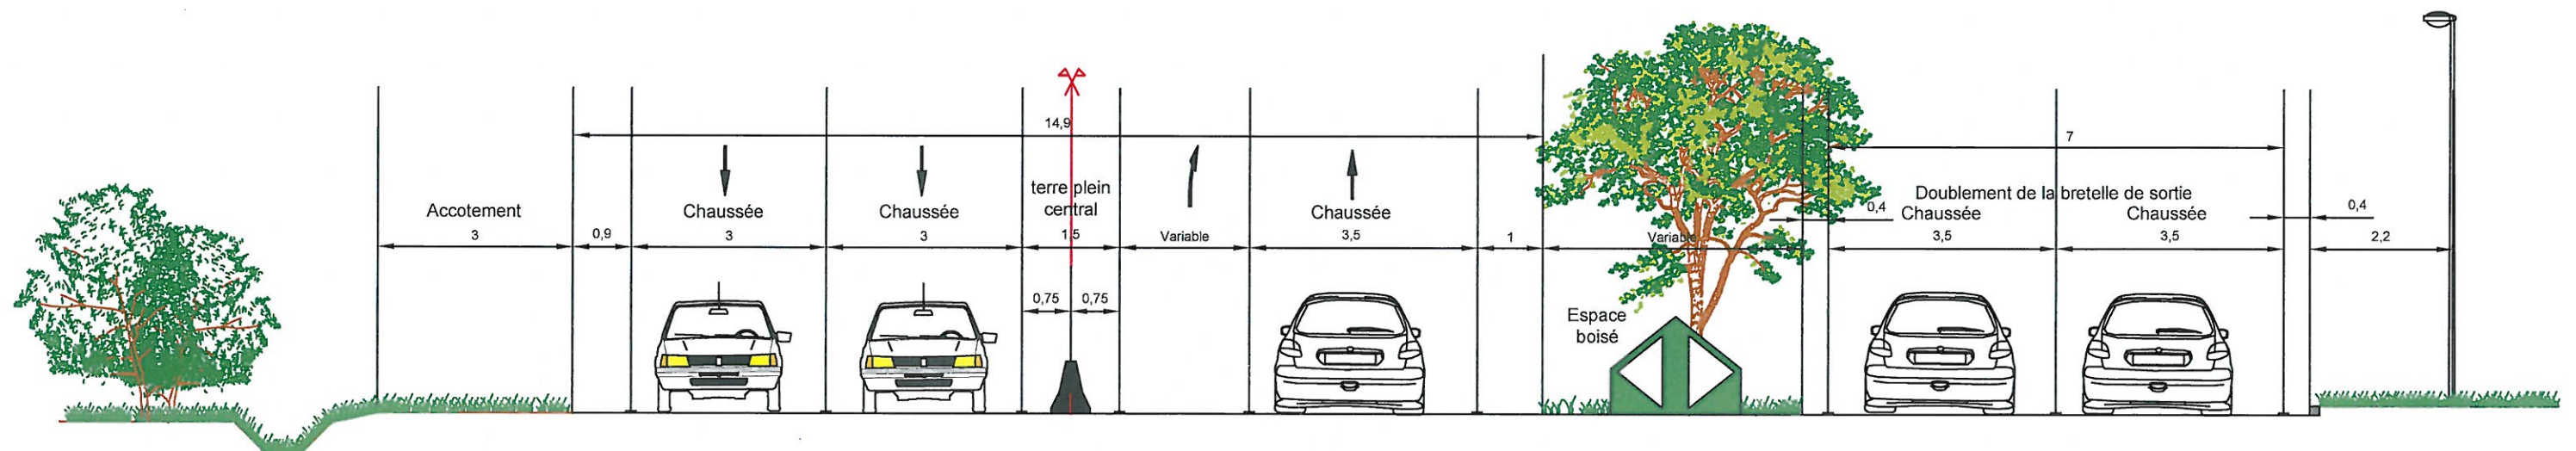 14,9
7
terre plein
central
Accotement
Chaussée
Chaussée
Chaussée
Doublement de la bretelle de sortie
Chaussée
Chaussée
0,4
0,4
3
0,9
3
3
1,5
Variable
3,5
1
Variable
3,5
3,5
2,2
0,75
0,75
Espace
boisé